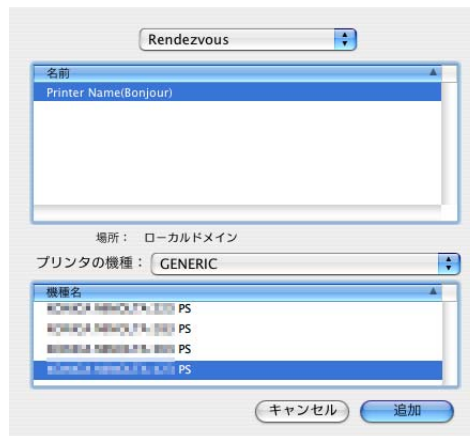 Rendezvous
名前
Printer Name(Bonjour)
場所： ローカルドメイン
プリンタの機種： GENERIC
機種名
PS
PS
PS
PS
キャンセル 追加